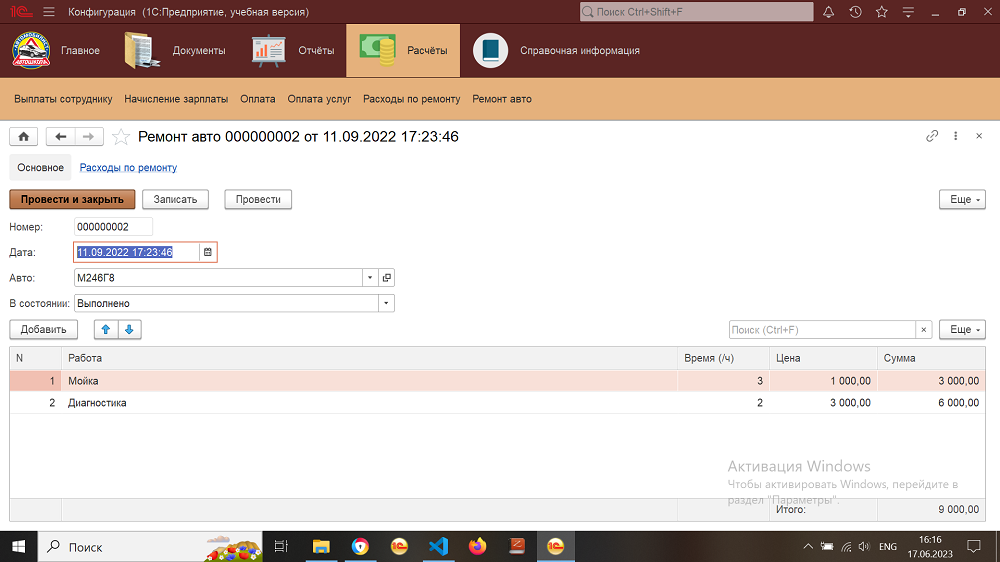 Конфигурация (1С:Предприятие, учебная версия)
Поиск Ctrl+Shift+F
АВТОМОБИЛИСТ
АВТОШИТЕЛЬ
Главное Документы Отчёты Расчёты Справочная информация
Выплаты сотруднику Начисление зарплаты Оплата Оплата услуг Расходы по ремонту Ремонт авто
Ремонт авто 000000002 от 11.09.2022 17:23:46
Основное Расходы по ремонту
Провести и закрыть Записать Провести Еще
Номер: 000000002
Дата: 11.09.2022 17:23:46
Авто: М246Г8
В состоянии: Выполнено
Добавить Поиск (Ctrl+F) × Еще
N Работа Время (/ч) Цена Сумма
1 Мойка 3 1 000,00 3 000,00
2 Диагностика 2 3 000,00 6 000,00
Активация Windows
Чтобы активировать Windows, перейдите в
раздел "Параметры".
Итого: 9 000,00
Поиск
ENG
16:16
17.06.2023